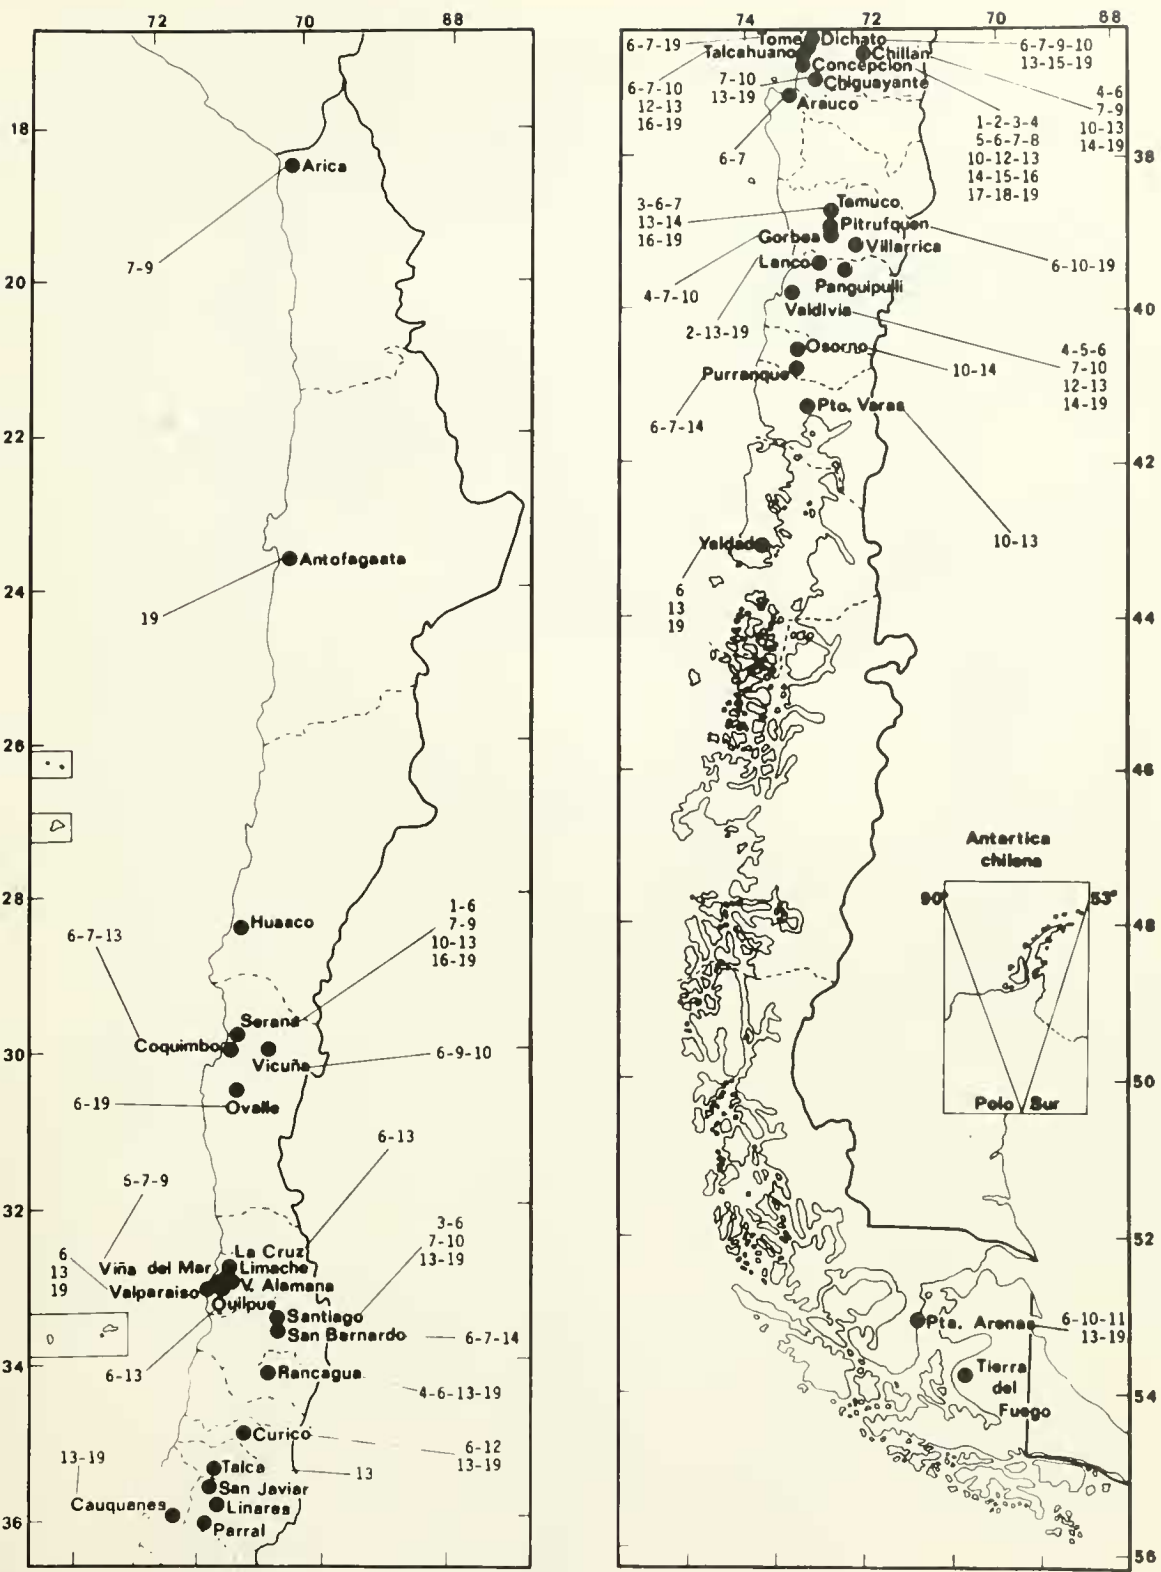 72 70
18
20
22
24
26
28
30
32
34
36
Arica
7-9
Antofagaata
19
Huaaco
6-7-13
1-6
7-9
10-13
16-19
Serana
Coquimbo
Vicuña
6-9-10
6-19
Ovalle
6-13
5-7-9
6
13
19
3-6
7-10
13-19
La Cruz
Viña del Mar
Limache
Valparaiso
V. Alamana
Quilpue
Santiago
San Bernardo
6-7-14
6-13
Rancagua
4-6-13-19
Curico
6-12
13-19
13-19
Talca
13
San Javiar
Cauquenes
Linares
Parral
74 72 70 88
38
40
42
44
46
48
50
52
54
56
6-7-19
Tome
Dichato
6-7-9-10
13-15-19
Talcahuano
Chillan
6-7-10
12-13
16-19
7-10
13-19
Concepcion
Chiguayante
Arauco
4-6
7-9
10-13
14-19
1-2-3-4
5-6-7-8
10-12-13
14-15-16
17-18-19
6-7
3-6-7
13-14
16-19
Tamuco
Pitrufquen
Gorbea
Villarrica
Lanco
6-10-19
Panguipulli
4-7-10
Valdivia
2-13-19
Osorno
4-5-6
7-10
12-13
14-19
Purranque
10-14
Pto. Varas
6-7-14
Yaldad
10-13
6
13
19
Antartica
chilena
90° 53°
Polo Sur
Pta. Arenas
6-10-11
13-19
Tierra
del
Fuego